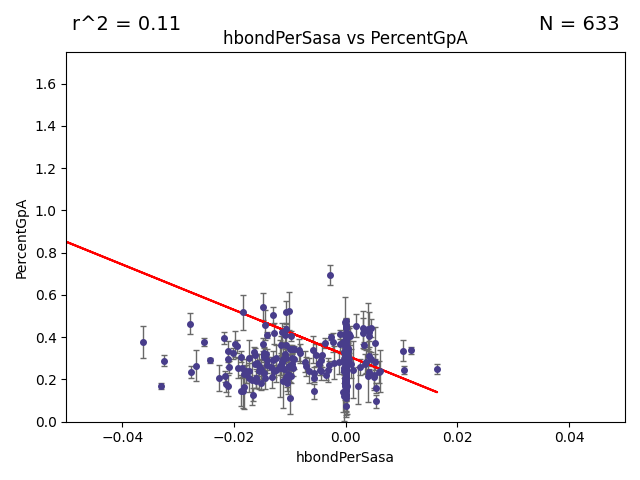 r^2 = 0.11
N = 633
hbondPerSasa vs PercentGpA
1.6
1.4
1.2
1.0
0.8
0.6
0.4
0.2
0.0
PercentGpA
−0.04
−0.02
0.00
0.02
0.04
hbondPerSasa